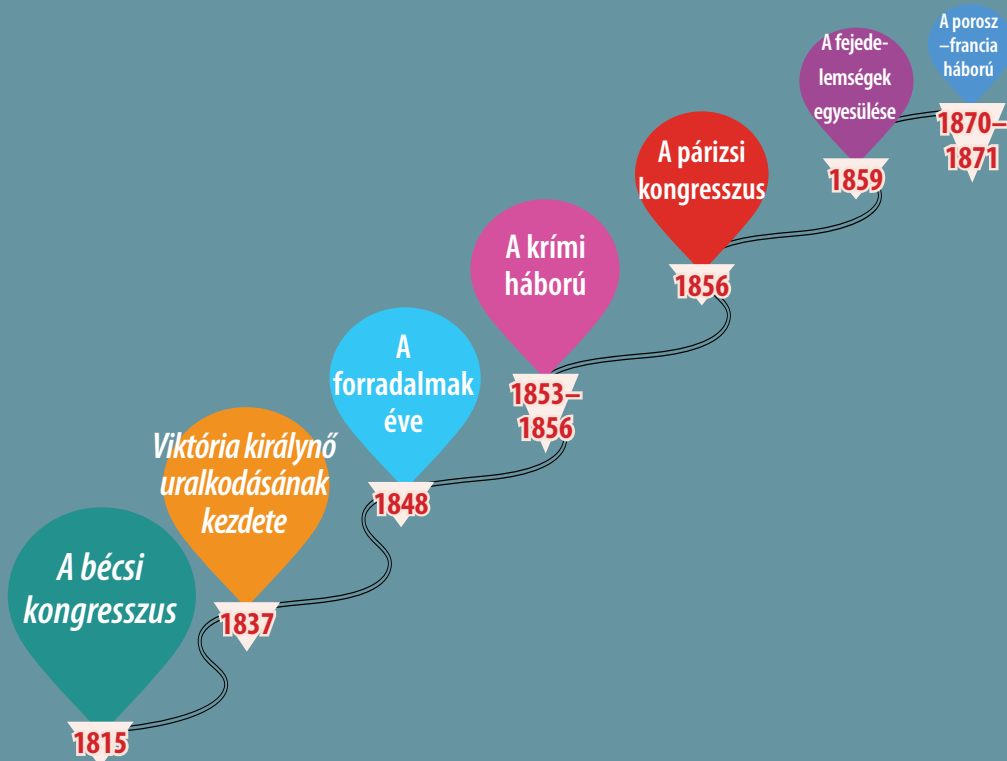 A bécsi
kongresszus
1815
Viktória királynő
uralkodásának
kezdete
1837
A
forradalmak
éve
1848
A krími
háború
1853–
1856
A párizsi
kongresszus
1856
A fejede-
lemségek
egyesülése
1859
A porosz
–francia
háború
1870–
1871